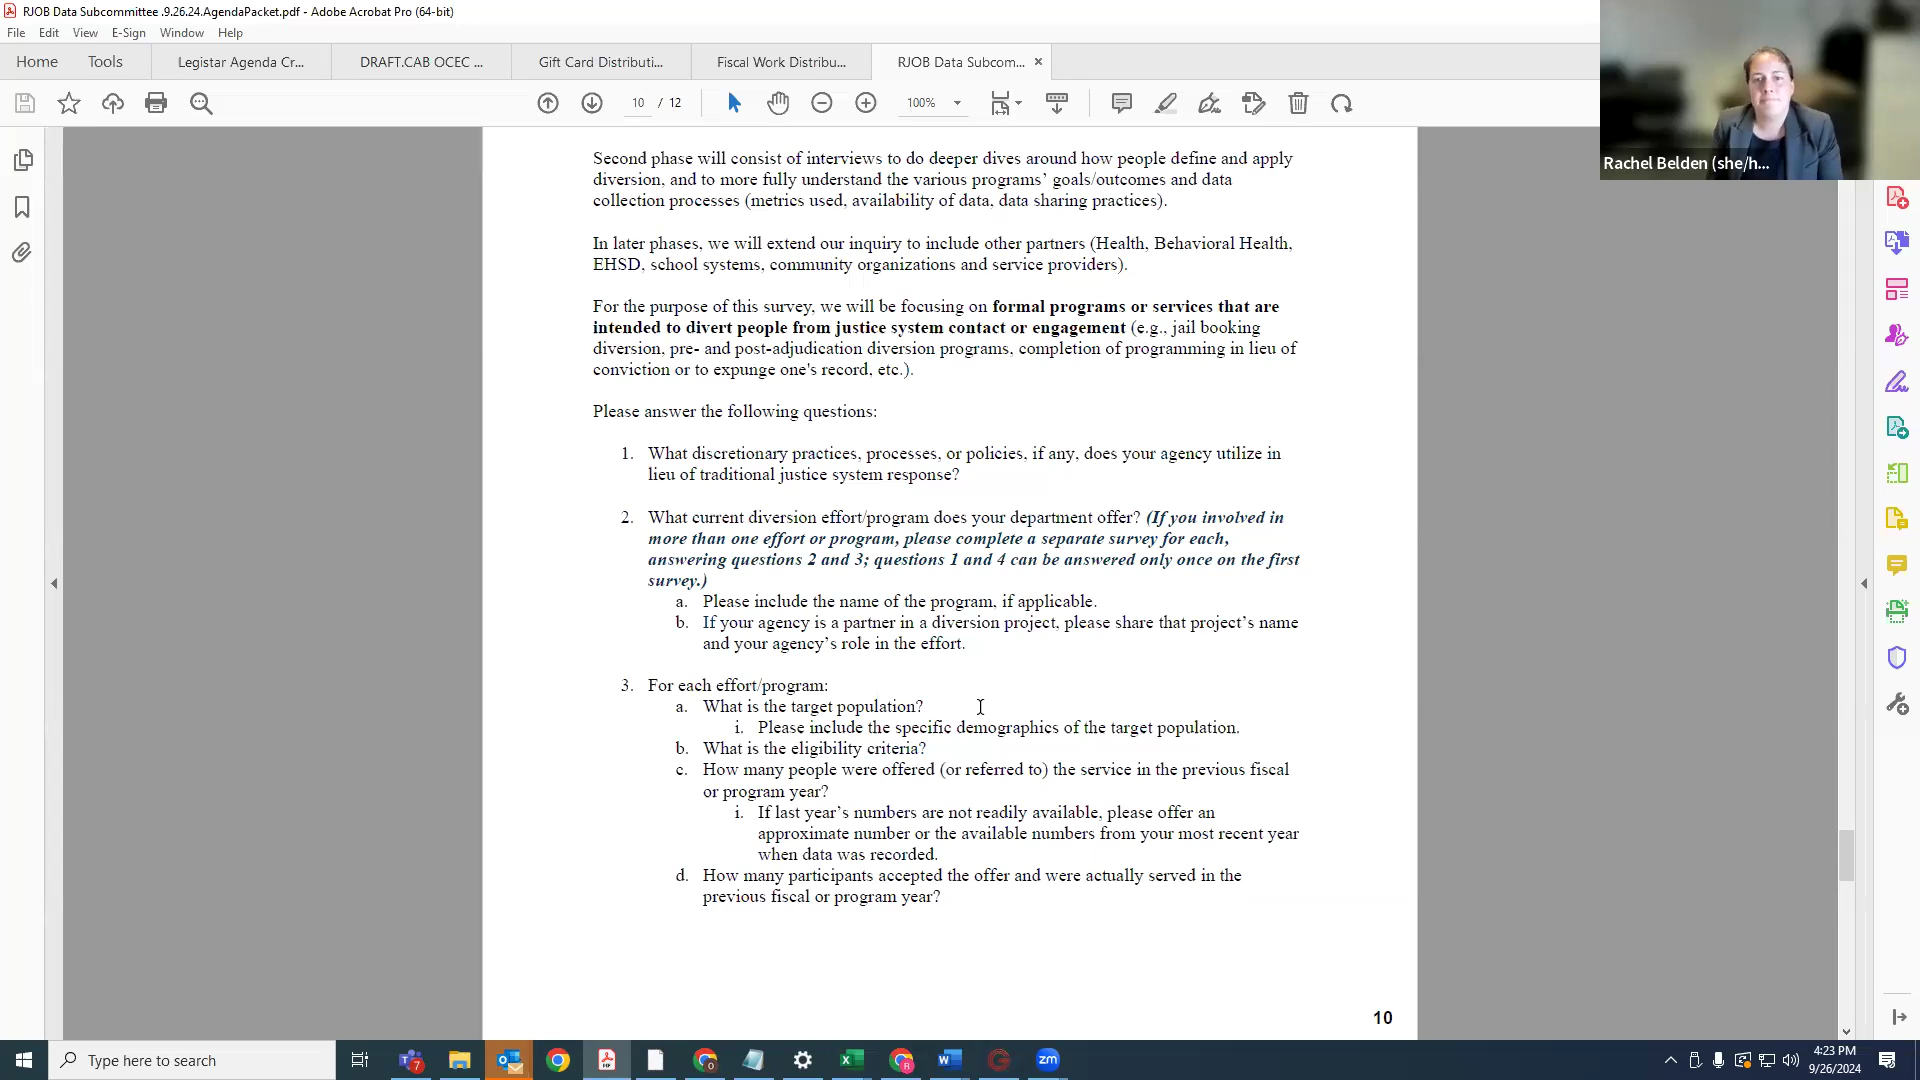 RJOB Data Subcommittee .9.26.24.AgendaPacket.pdf - Adobe Acrobat Pro (64-bit)
File Edit View E-Sign Window Help
Home Tools Legistar Agenda Cr... DRAFT.CAB OCEC ... Gift Card Distributi... Fiscal Work Distribu... RJOB Data Subcom... ×
10 / 12 100%
Rachel Belden (she/h...
Second phase will consist of interviews to do deeper dives around how people define and apply
diversion, and to more fully understand the various programs’ goals/outcomes and data
collection processes (metrics used, availability of data, data sharing practices).
In later phases, we will extend our inquiry to include other partners (Health, Behavioral Health,
EHSD, school systems, community organizations and service providers).
For the purpose of this survey, we will be focusing on formal programs or services that are
intended to divert people from justice system contact or engagement (e.g., jail booking
diversion, pre- and post-adjudication diversion programs, completion of programming in lieu of
conviction or to expunge one's record, etc.).
Please answer the following questions:
1. What discretionary practices, processes, or policies, if any, does your agency utilize in
lieu of traditional justice system response?
2. What current diversion effort/program does your department offer? (If you involved in
more than one effort or program, please complete a separate survey for each,
answering questions 2 and 3; questions 1 and 4 can be answered only once on the first
survey.)
a. Please include the name of the program, if applicable.
b. If your agency is a partner in a diversion project, please share that project’s name
and your agency’s role in the effort.
3. For each effort/program:
a. What is the target population?
i. Please include the specific demographics of the target population.
b. What is the eligibility criteria?
c. How many people were offered (or referred to) the service in the previous fiscal
or program year?
i. If last year’s numbers are not readily available, please offer an
approximate number or the available numbers from your most recent year
when data was recorded.
d. How many participants accepted the offer and were actually served in the
previous fiscal or program year?
10
Type here to search
4:23 PM
9/26/2024